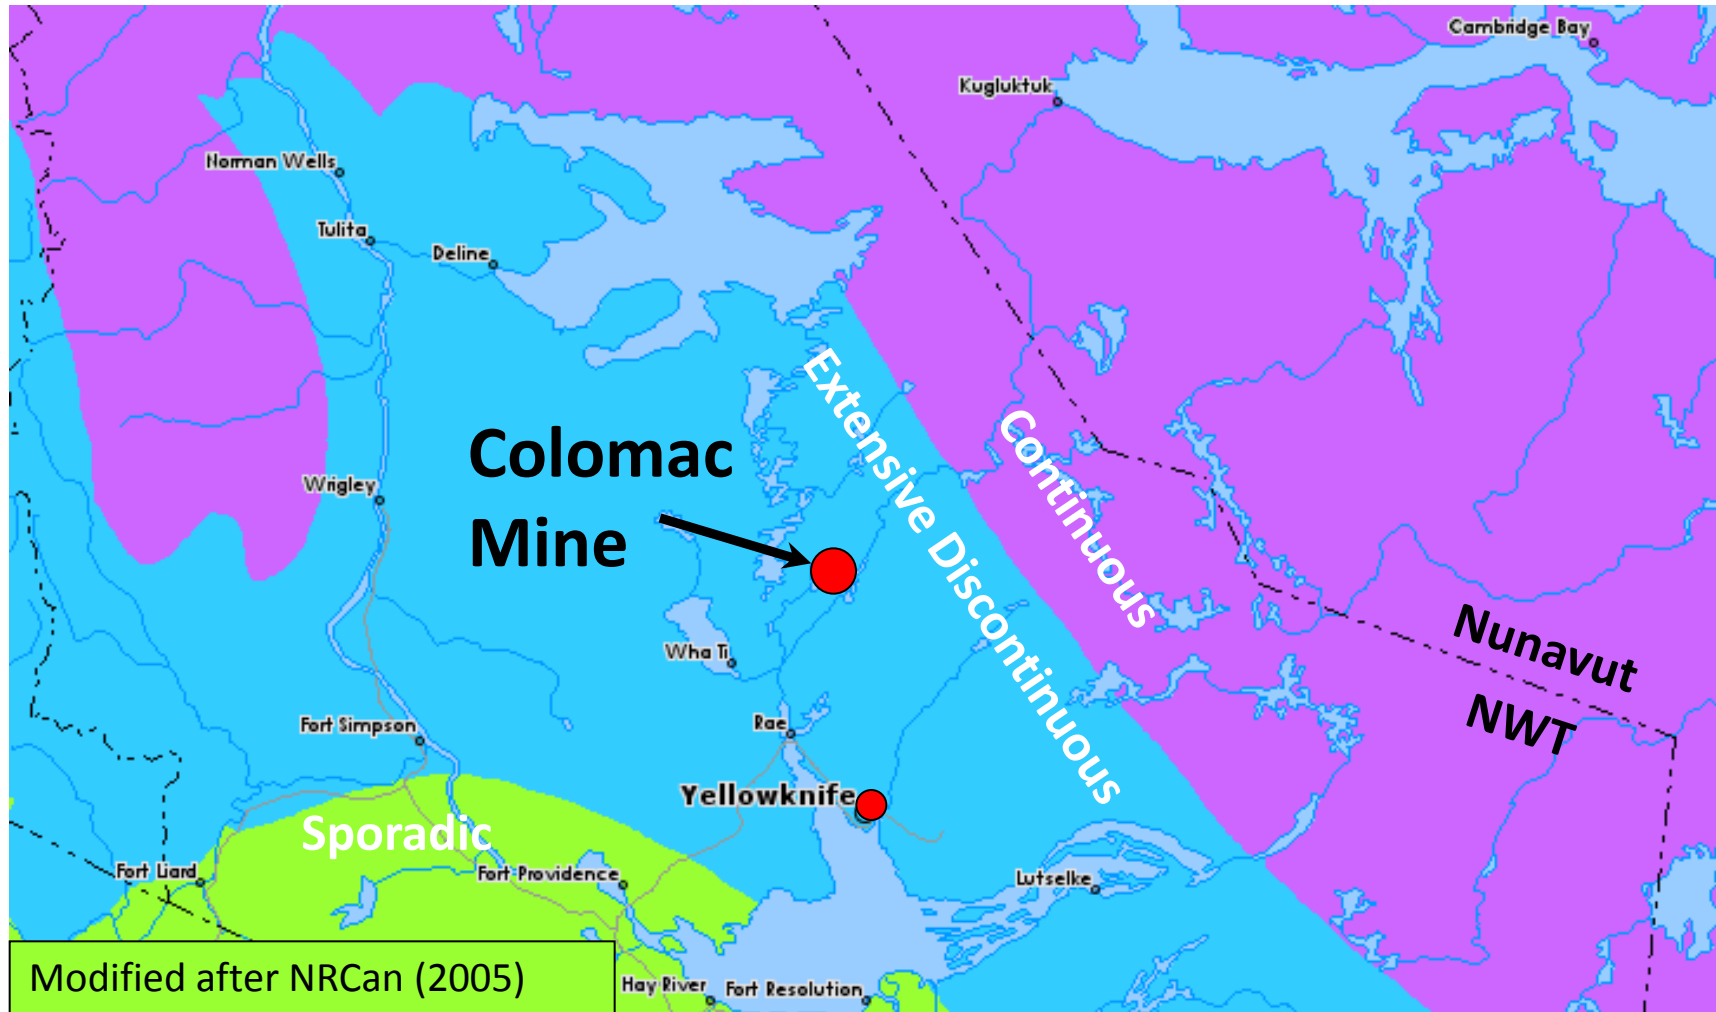 Cambridge Bay
Kugluktuk
Norman Wells
Tulita
Deline
Extensive Discontinuous
Continuous
Colomac
Mine
Wrigley
Nunavut
NWT
Wha Ti
Rae
Fort Simpson
Yellowknife
Sporadic
Fort Liard
Fort Providence
Lutselke
Modified after NRCan (2005)
Hay River
Fort Resolution